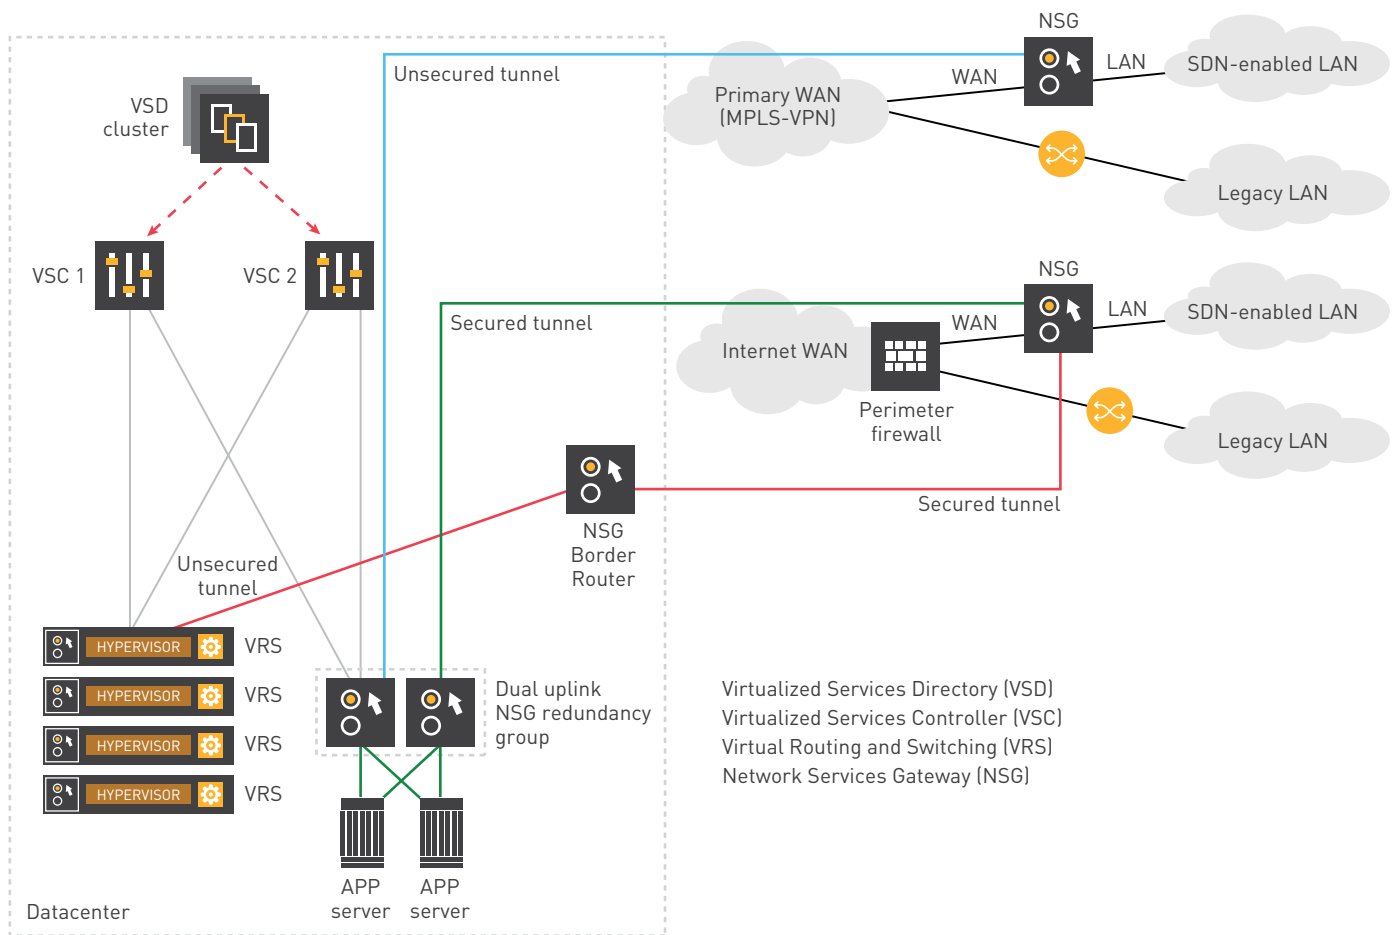 NSG
Unsecured tunnel
Primary WAN
(MPLS-VPN)
WAN
LAN
SDN-enabled LAN
VSD
cluster
Legacy LAN
VSC 1
VSC 2
NSG
Secured tunnel
Internet WAN
WAN
LAN
SDN-enabled LAN
Perimeter
firewall
Legacy LAN
Secured tunnel
NSG
Border
Router
Unsecured
tunnel
HYPERVISOR
VRS
HYPERVISOR
VRS
HYPERVISOR
VRS
HYPERVISOR
VRS
Dual uplink
NSG redundancy
group
Virtualized Services Directory (VSD)
Virtualized Services Controller (VSC)
Virtual Routing and Switching (VRS)
Network Services Gateway (NSG)
APP
server
APP
server
Datacenter